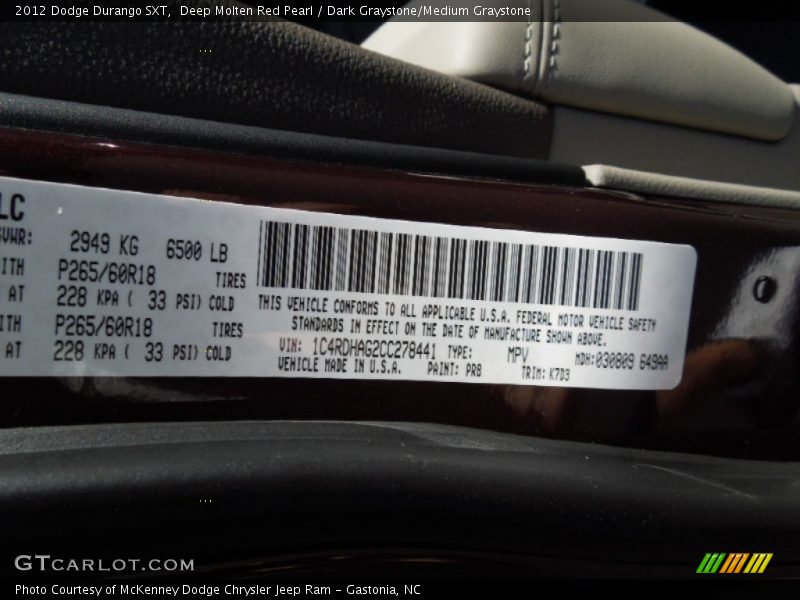 2012 Dodge Durango SXT, Deep Molten Red Pearl / Dark Graystone/Medium Graystone
LC
GVWR: 2949 KG 6500 LB
ITH P265/60R18 TIRES
AT 228 KPA ( 33 PSI) COLD
ITH P265/60R18 TIRES
AT 228 KPA ( 33 PSI) COLD
THIS VEHICLE CONFORMS TO ALL APPLICABLE U.S.A. FEDERAL MOTOR VEHICLE SAFETY
STANDARDS IN EFFECT ON THE DATE OF MANUFACTURE SHOWN ABOVE.
VIN: 1C4RDHAG2CC278441 TYPE: MPV MDH:030809 649AA
VEHICLE MADE IN U.S.A. PAINT: PR8 TRIM: K7D3
GTCARLOT.COM
Photo Courtesy of McKenney Dodge Chrysler Jeep Ram - Gastonia, NC